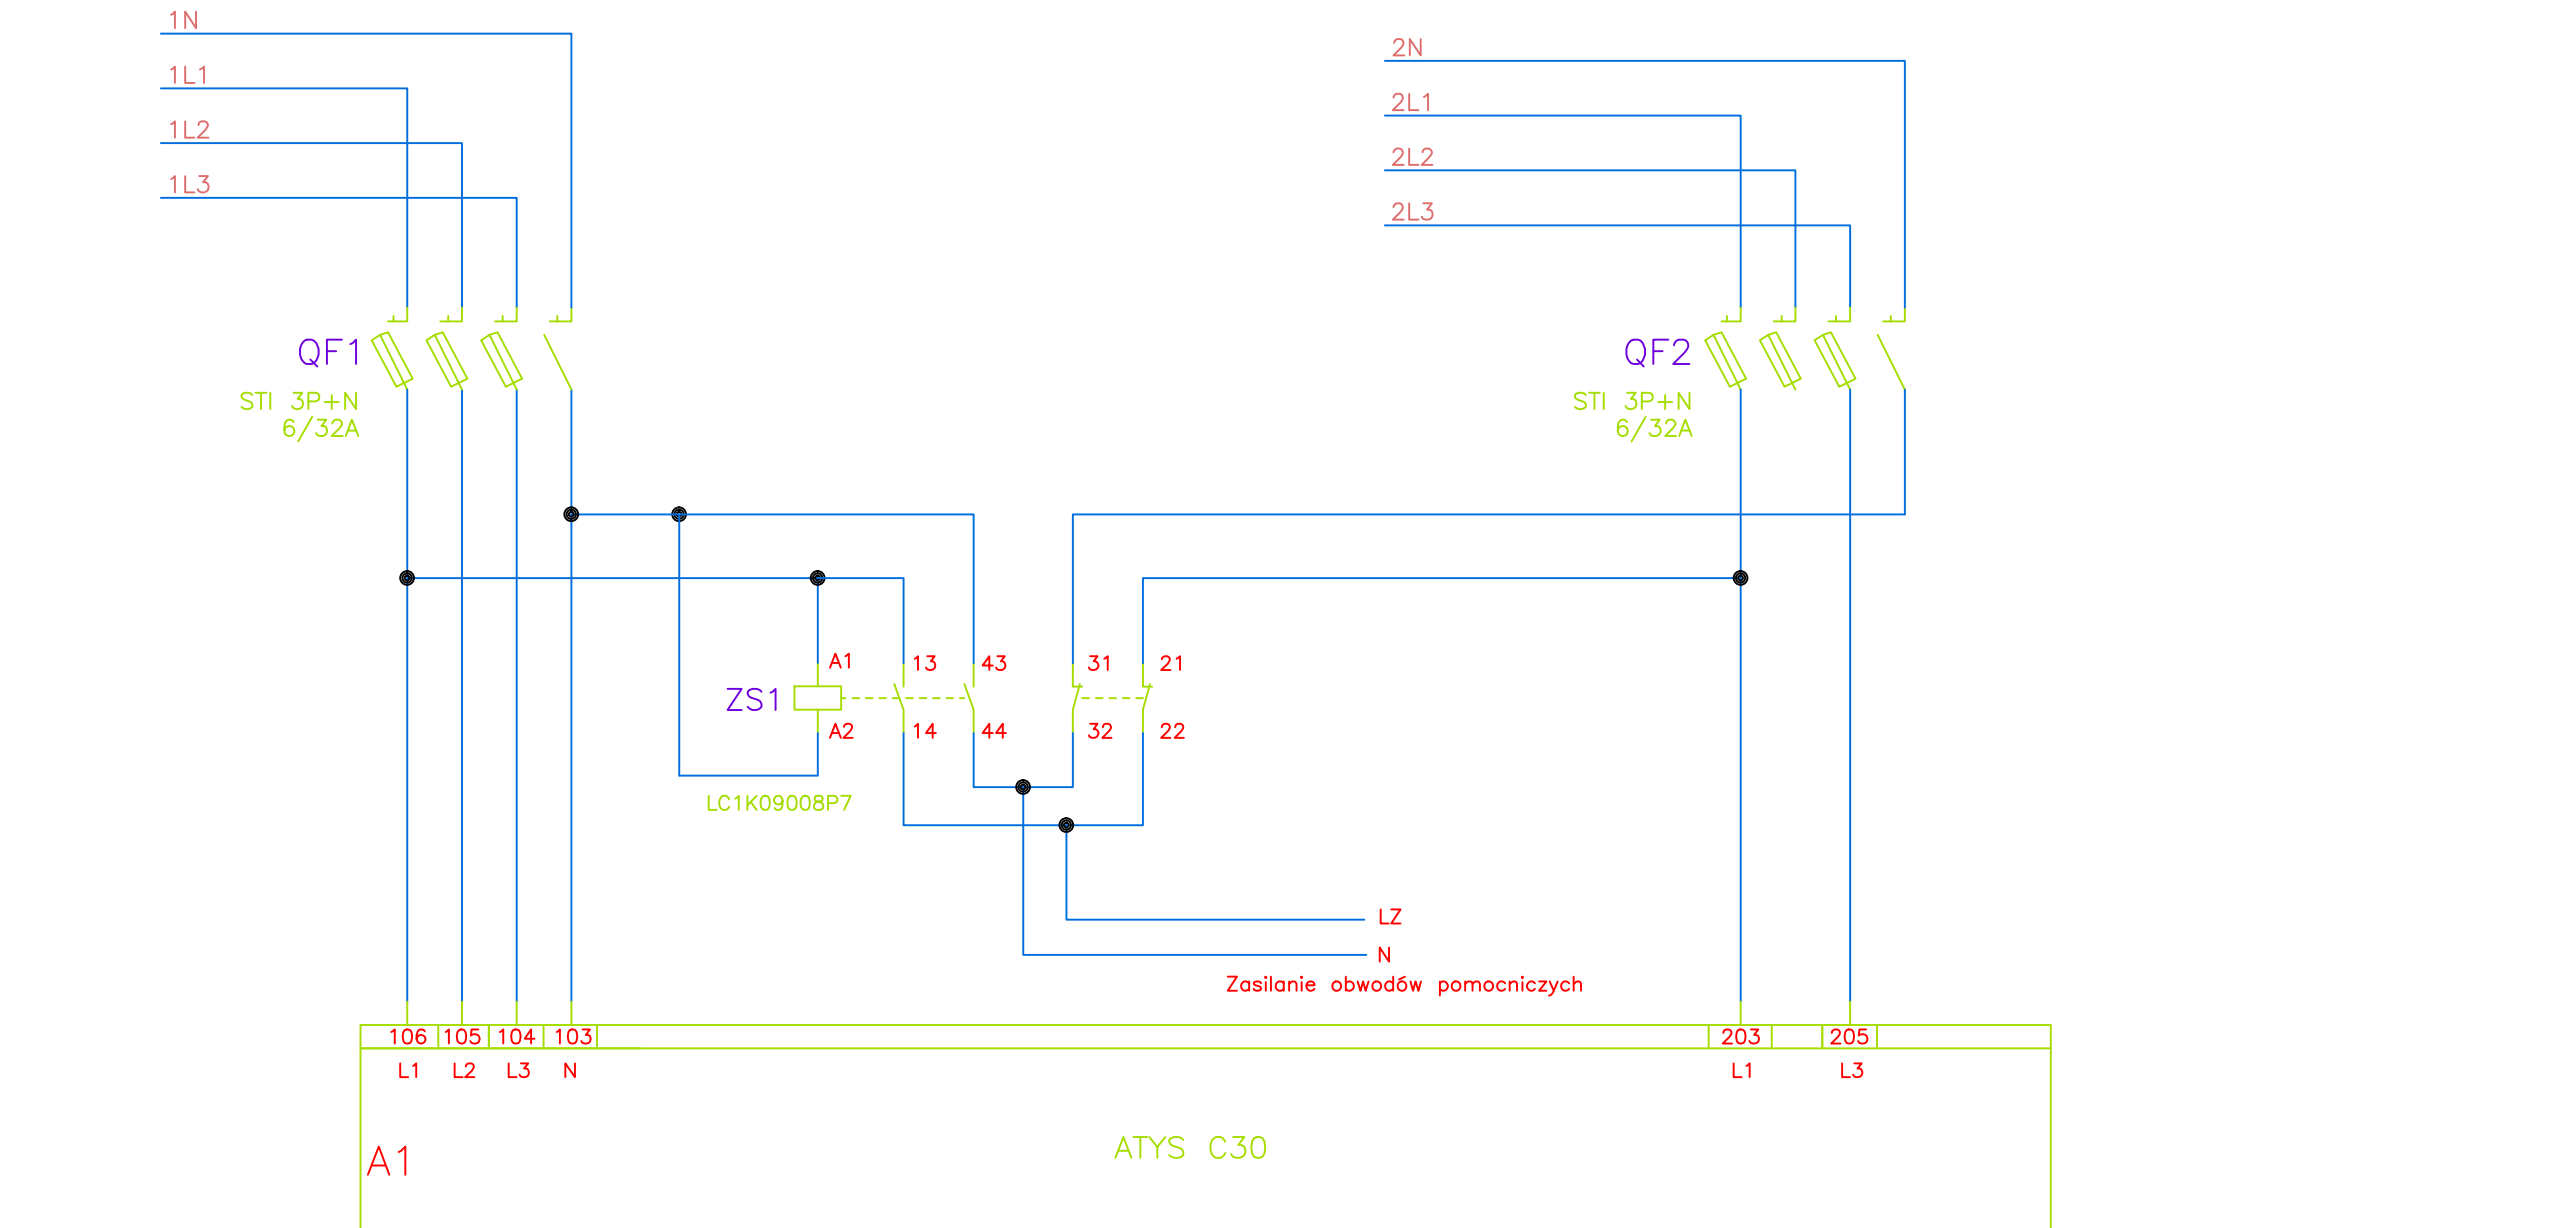 1N
1L1
1L2
1L3
2N
2L1
2L2
2L3
QF1
STI 3P+N
6/32A
QF2
STI 3P+N
6/32A
A1 13 43 31 21
ZS1
A2 14 44 32 22
LC1K09008P7
LZ
N
Zasilanie obwodów pomocniczych
106 105 104 103 203 205
L1 L2 L3 N L1 L3
A1
ATYS C30